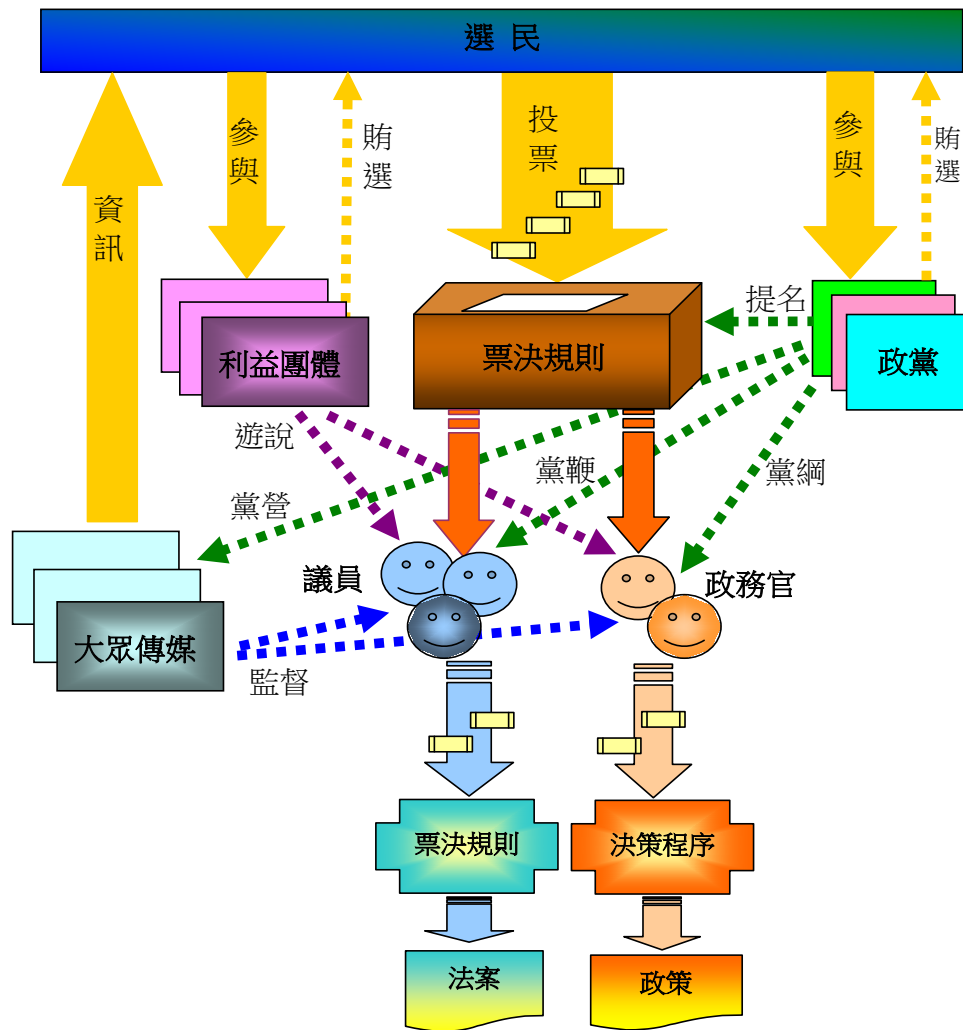 選 民
參與
賄選
投票
參與
賄選
資訊
提名
利益團體
票決規則
政黨
遊說
黨營
黨鞭
黨綱
議員
政務官
大眾傳媒
監督
票決規則
決策程序
法案
政策